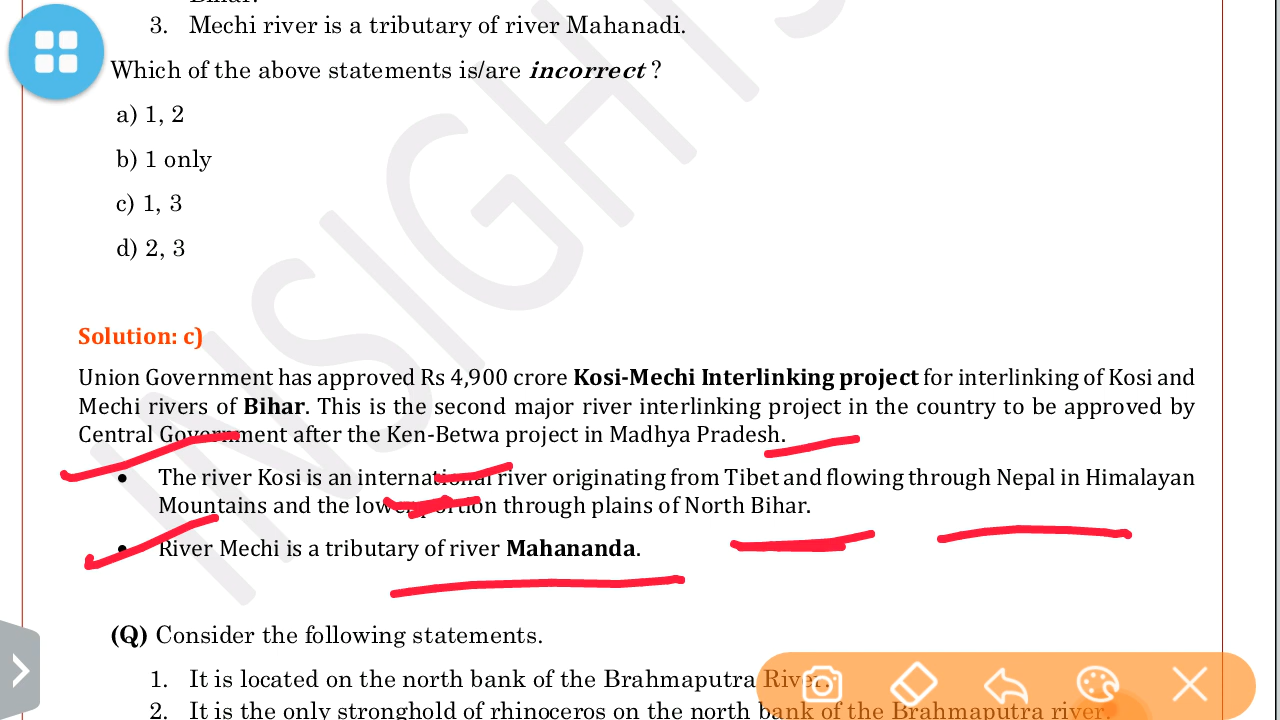 Bihar.
3. Mechi river is a tributary of river Mahanadi.
Which of the above statements is/are incorrect ?
a) 1, 2
b) 1 only
c) 1, 3
d) 2, 3
INSIGHTS
Solution: c)
Union Government has approved Rs 4,900 crore Kosi-Mechi Interlinking project for interlinking of Kosi and
Mechi rivers of Bihar. This is the second major river interlinking project in the country to be approved by
Central Government after the Ken-Betwa project in Madhya Pradesh.
• The river Kosi is an international river originating from Tibet and flowing through Nepal in Himalayan
Mountains and the lower portion through plains of North Bihar.
• River Mechi is a tributary of river Mahananda.
(Q) Consider the following statements.
1. It is located on the north bank of the Brahmaputra River.
2. It is the only stronghold of rhinoceros on the north bank of the Brahmaputra river.